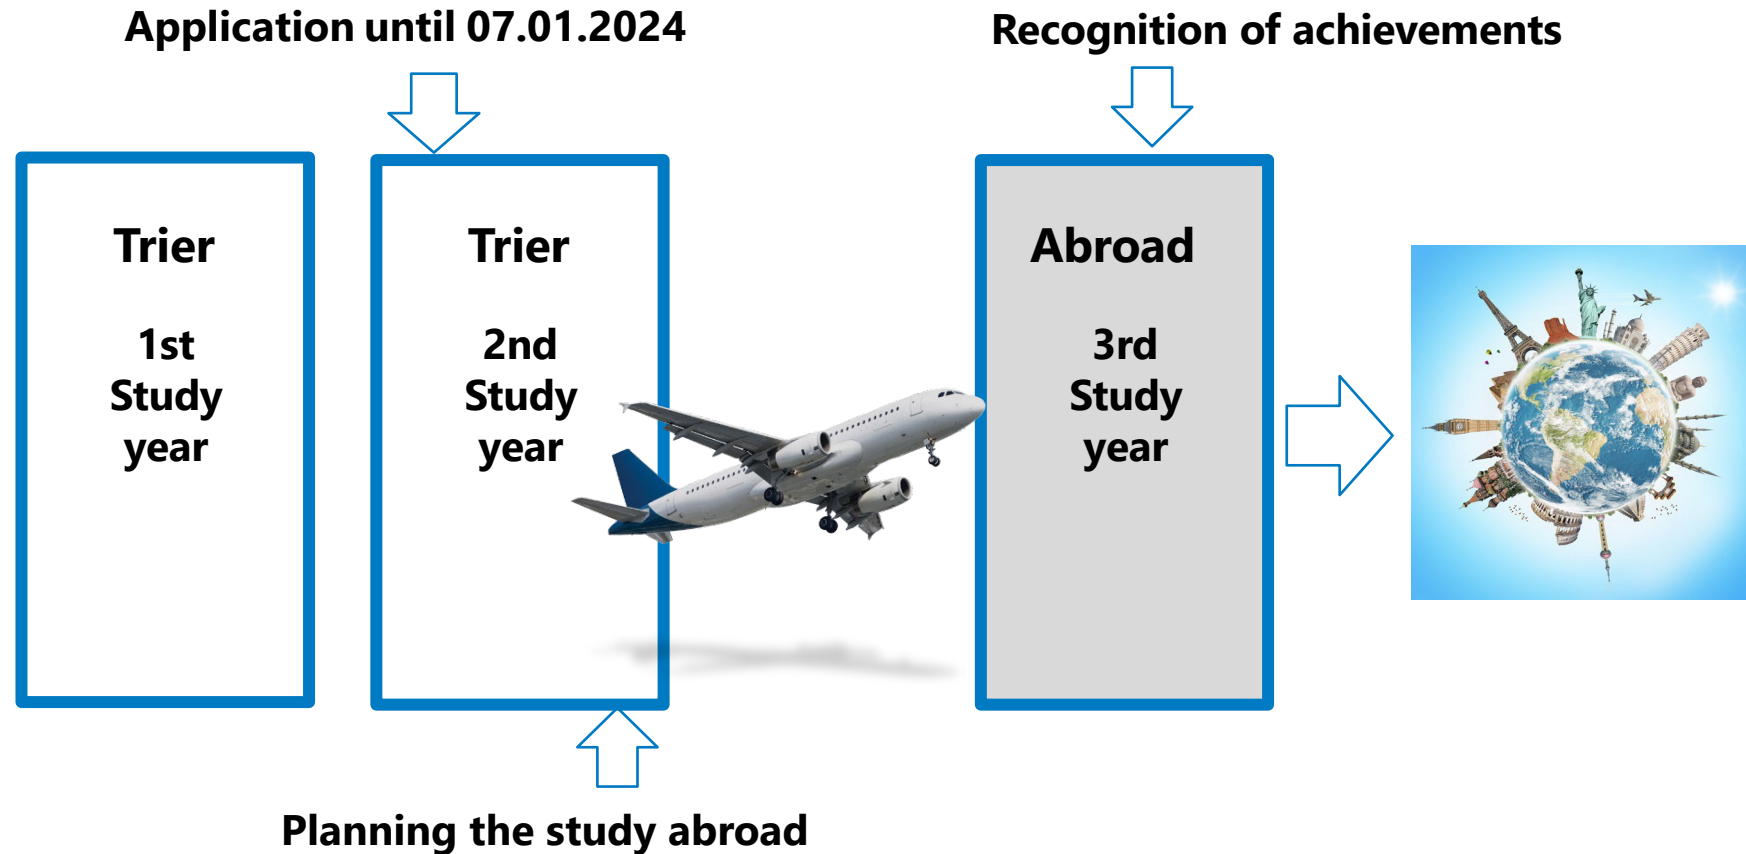 Application until 07.01.2024
Recognition of achievements
Trier
1st
Study
year
Trier
2nd
Study
year
Abroad
3rd
Study
year
Planning the study abroad